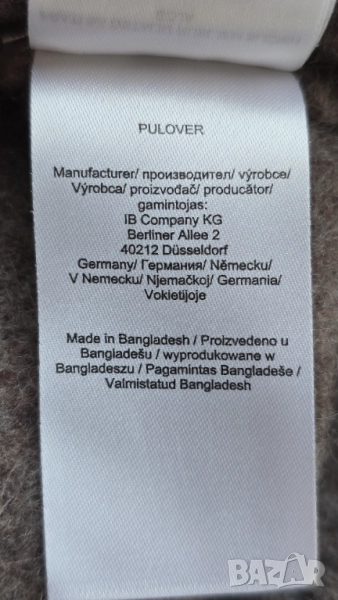 PULOVER
Manufacturer/ производител/ výrobce/
Výrobca/ proizvođač/ producător/
gamintojas:
IB Company KG
Berliner Allee 2
40212 Düsseldorf
Germany/ Германия/ Německu/
V Nemecku/ Njemačkoj/ Germania/
Vokietijoje
Made in Bangladesh / Proizvedeno u
Bangladešu / wyprodukowane w
Bangladeszu / Pagamintas Bangladeše /
Valmistatud Bangladesh
BAZAR